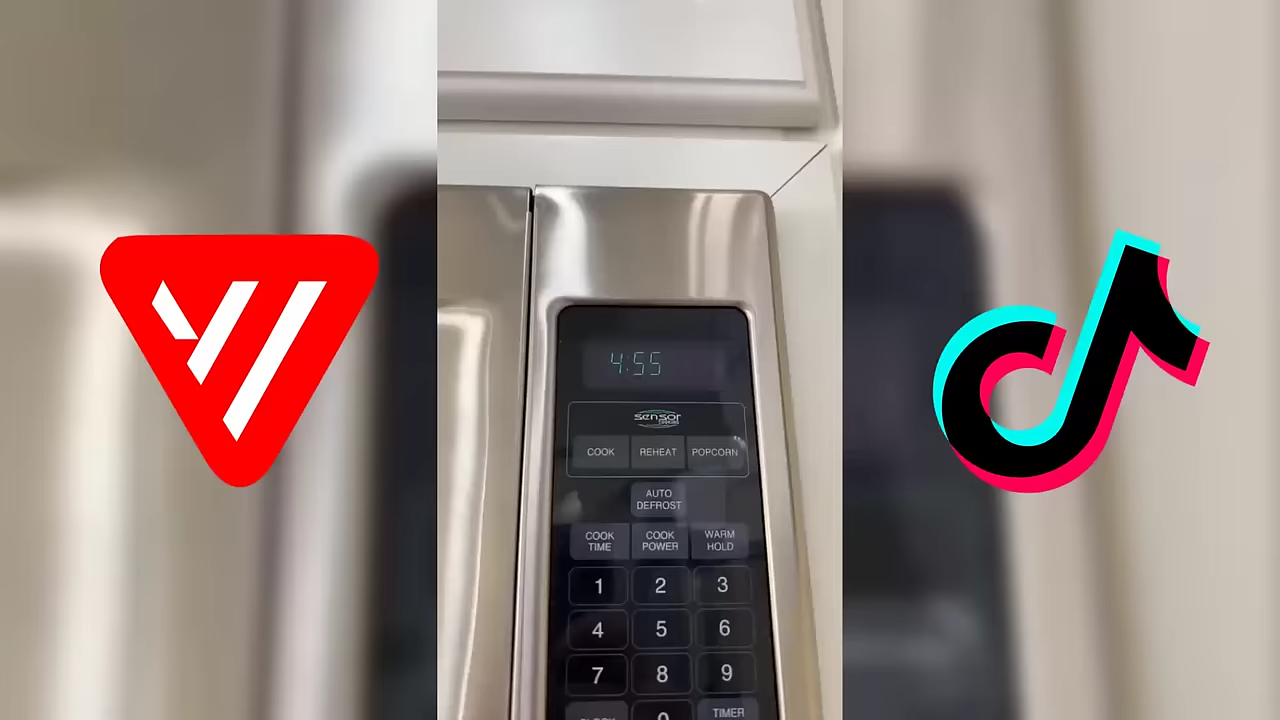 4:55
sensor
COOK REHEAT POPCORN
AUTO
DEFROST
COOK
TIME
COOK
POWER
WARM
HOLD
1 2 3
4 5 6
7 8 9
0
TIMER